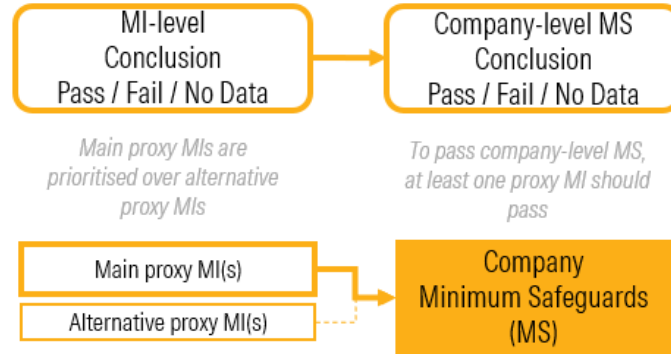 MI-level
Conclusion
Pass / Fail / No Data
Company-level MS
Conclusion
Pass / Fail / No Data
Main proxy MIs are
prioritised over alternative
proxy MIs
To pass company-level MS,
at least one proxy MI should
pass
Main proxy MI(s)
Alternative proxy MI(s)
Company
Minimum Safeguards
(MS)